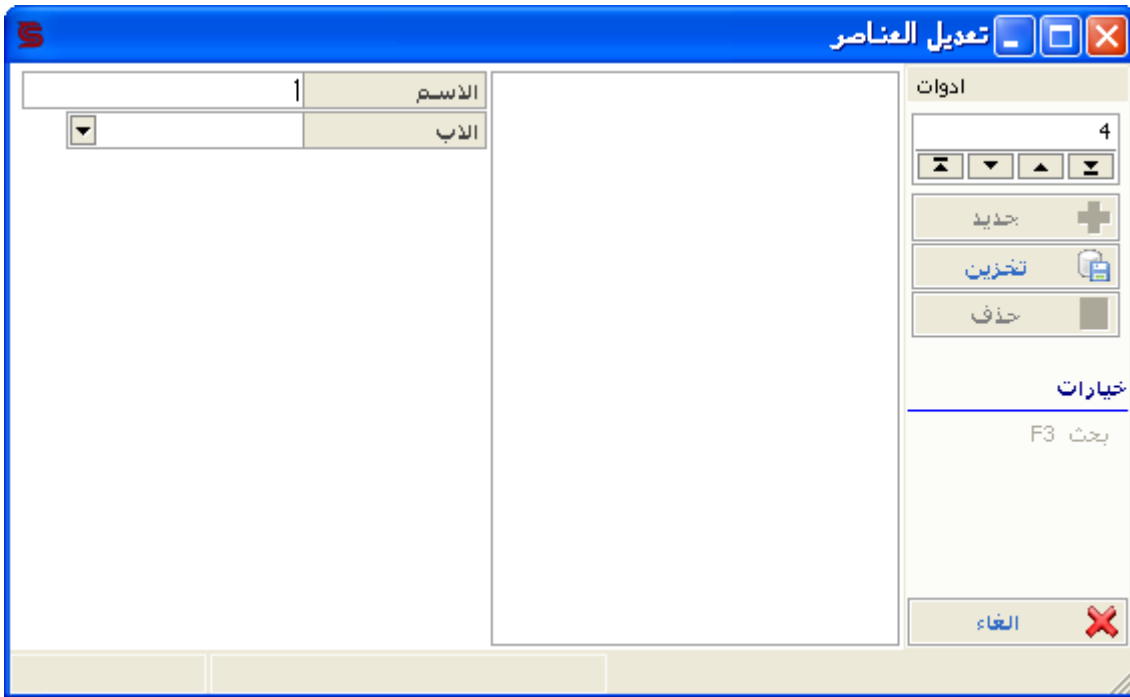 تعديل العناصر
ادوات
4
جديد
تخزين
حذف
خيارات
بحث F3
الغاء
الاسم
1
الاب